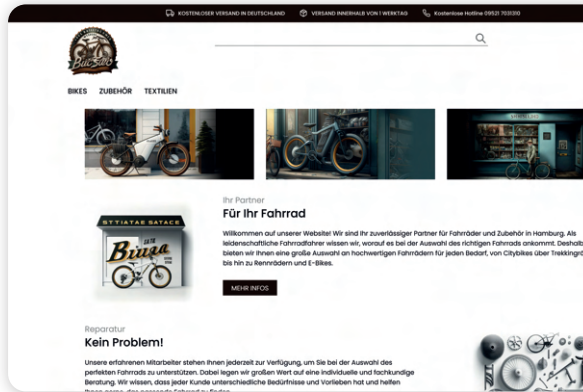 KOSTENLOSER VERSAND IN DEUTSCHLAND
VERSAND INNERHALB VON 1 WERKTAG
Kostenlose Hotline 09521 7031310
BIKES
ZUBEHÖR
TEXTILIEN
Ihr Partner
Für Ihr Fahrrad
STTIATAE SATACE
Willkommen auf unserer Website! Wir sind Ihr zuverlässiger Partner für Fahrräder und Zubehör in Hamburg. Als
leidenschaftliche Fahrradfahrer wissen wir, worauf es bei der Auswahl des richtigen Fahrrads ankommt. Deshalb
bieten wir Ihnen eine große Auswahl an hochwertigen Fahrrädern für jeden Bedarf, von Citybikes über Trekkingrä
bis hin zu Rennrädern und E-Bikes.
MEHR INFOS
Reparatur
Kein Problem!
Unsere erfahrenen Mitarbeiter stehen Ihnen jederzeit zur Verfügung, um Sie bei der Auswahl des
perfekten Fahrrads zu unterstützen. Dabei legen wir großen Wert auf eine individuelle und fachkundige
Beratung. Wir wissen, dass jeder Kunde unterschiedliche Bedürfnisse und Vorlieben hat und helfen